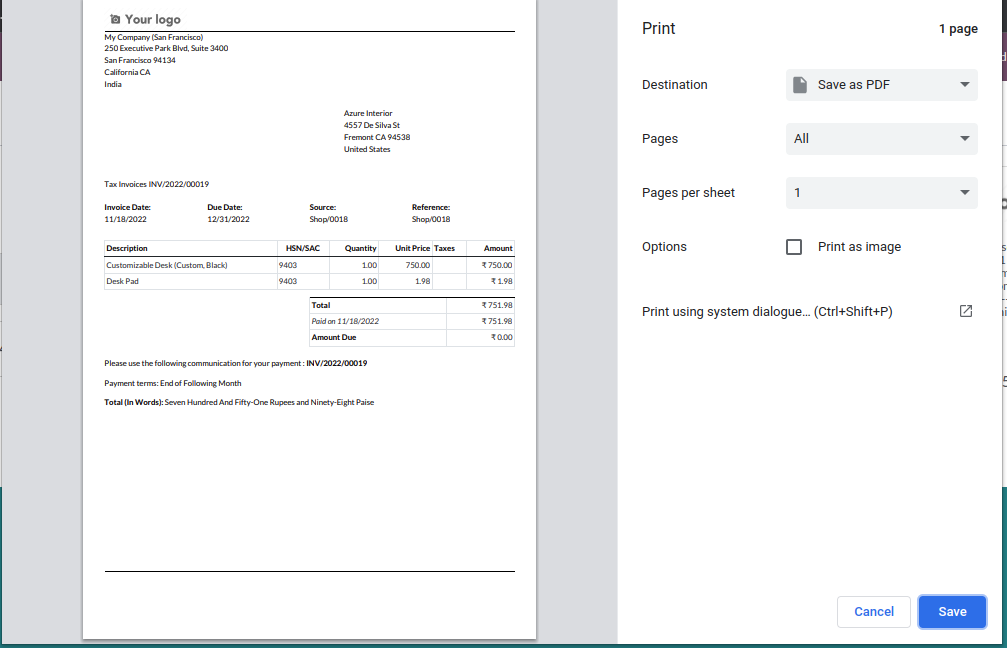 Your logo
My Company (San Francisco)
250 Executive Park Blvd, Suite 3400
San Francisco 94134
California CA
India
Azure Interior
4557 De Silva St
Fremont CA 94538
United States
Tax Invoices INV/2022/00019
Invoice Date: Due Date: Source: Reference:
11/18/2022 12/31/2022 Shop/0018 Shop/0018
Description HSN/SAC Quantity Unit Price Taxes Amount
Customizable Desk (Custom, Black) 9403 1.00 750.00 ₹ 750.00
Desk Pad 9403 1.00 1.98 ₹ 1.98
Total ₹ 751.98
Paid on 11/18/2022 ₹ 751.98
Amount Due ₹ 0.00
Please use the following communication for your payment : INV/2022/00019
Payment terms: End of Following Month
Total (In Words): Seven Hundred And Fifty-One Rupees and Ninety-Eight Paise
Print 1 page
Destination Save as PDF
Pages All
Pages per sheet 1
Options Print as image
Print using system dialogue... (Ctrl+Shift+P)
Cancel Save